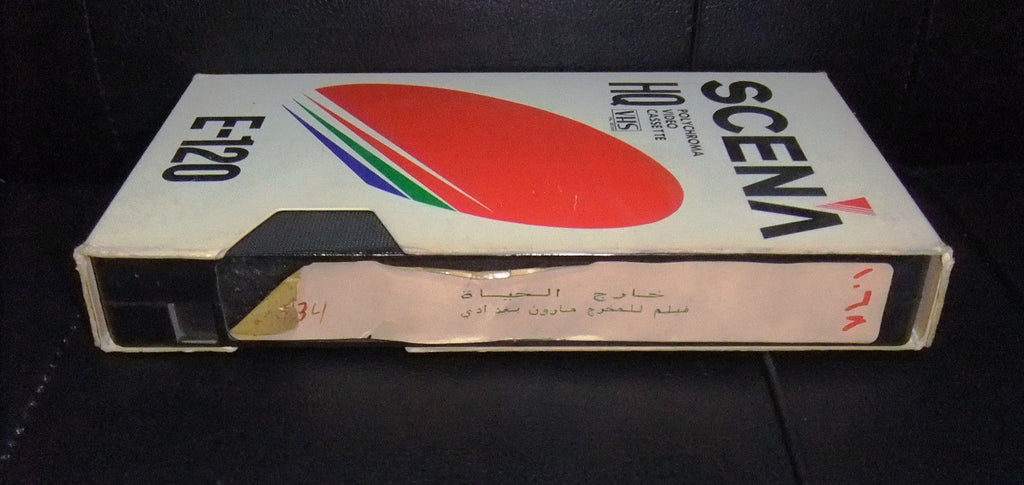 SCENA
HQ
VHS
POLYCHROMA
VIDEO
CASSETTE
E-120
خارج الحياة
فيلم للمخرج مارون بغدادي
34